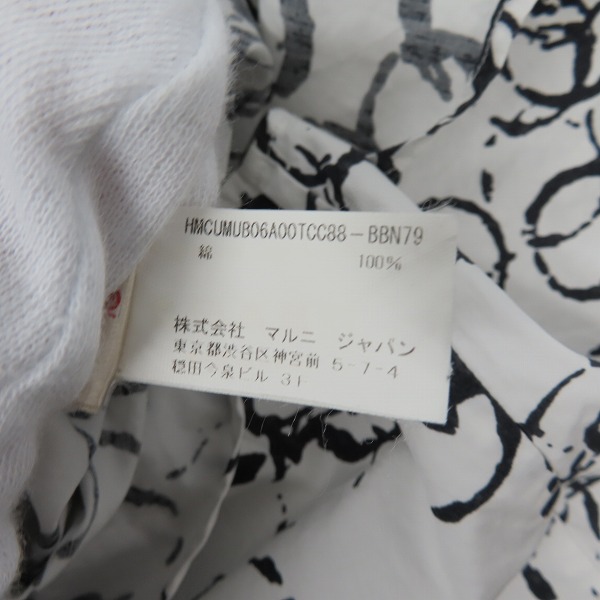 HMCUMUB06A00TCC88-BBN79
綿 100%
株式会社 マルニ ジャパン
東京都渋谷区神宮前 5-7-4
穏田今泉ビル 3F